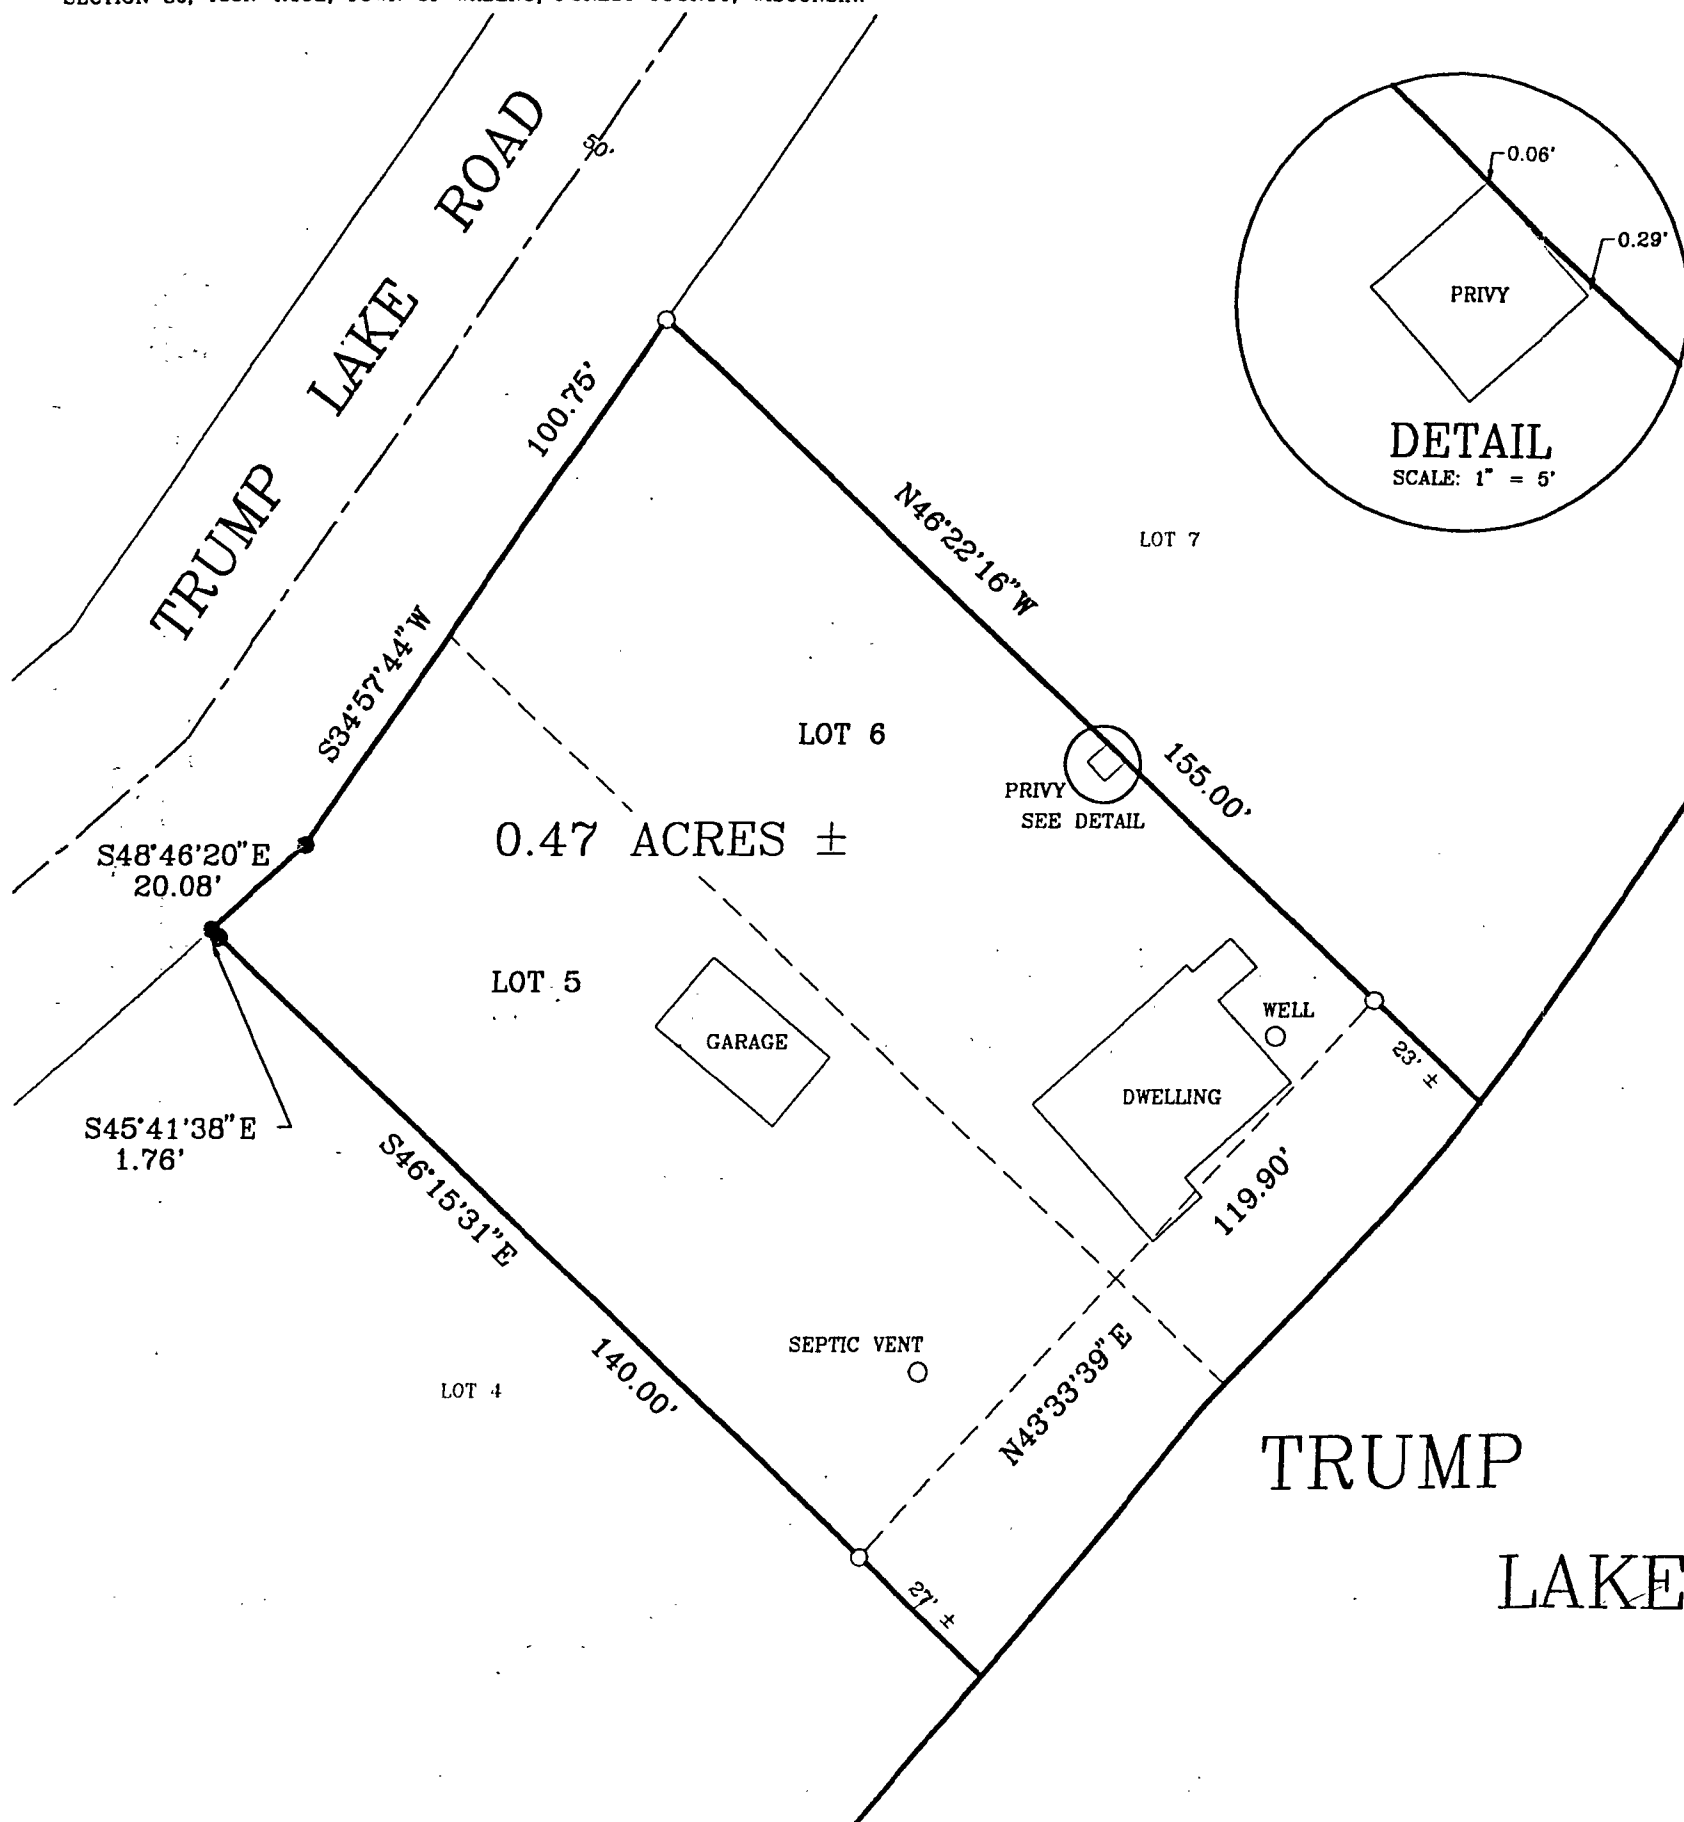 50'
TRUMP LAKE ROAD
0.06'
0.29'
PRIVY
DETAIL
SCALE: 1" = 5'
100.75'
S34°57'44"W
N46°22'16"W
LOT 7
LOT 6
155.00'
PRIVY
SEE DETAIL
0.47 ACRES ±
S48°46'20"E
20.08'
LOT 5
GARAGE
WELL
DWELLING
23' ±
S45°41'38"E
1.76'
S46°15'31"E
119.90'
SEPTIC VENT
N43°33'39"E
140.00'
LOT 4
27' ±
TRUMP
LAKE